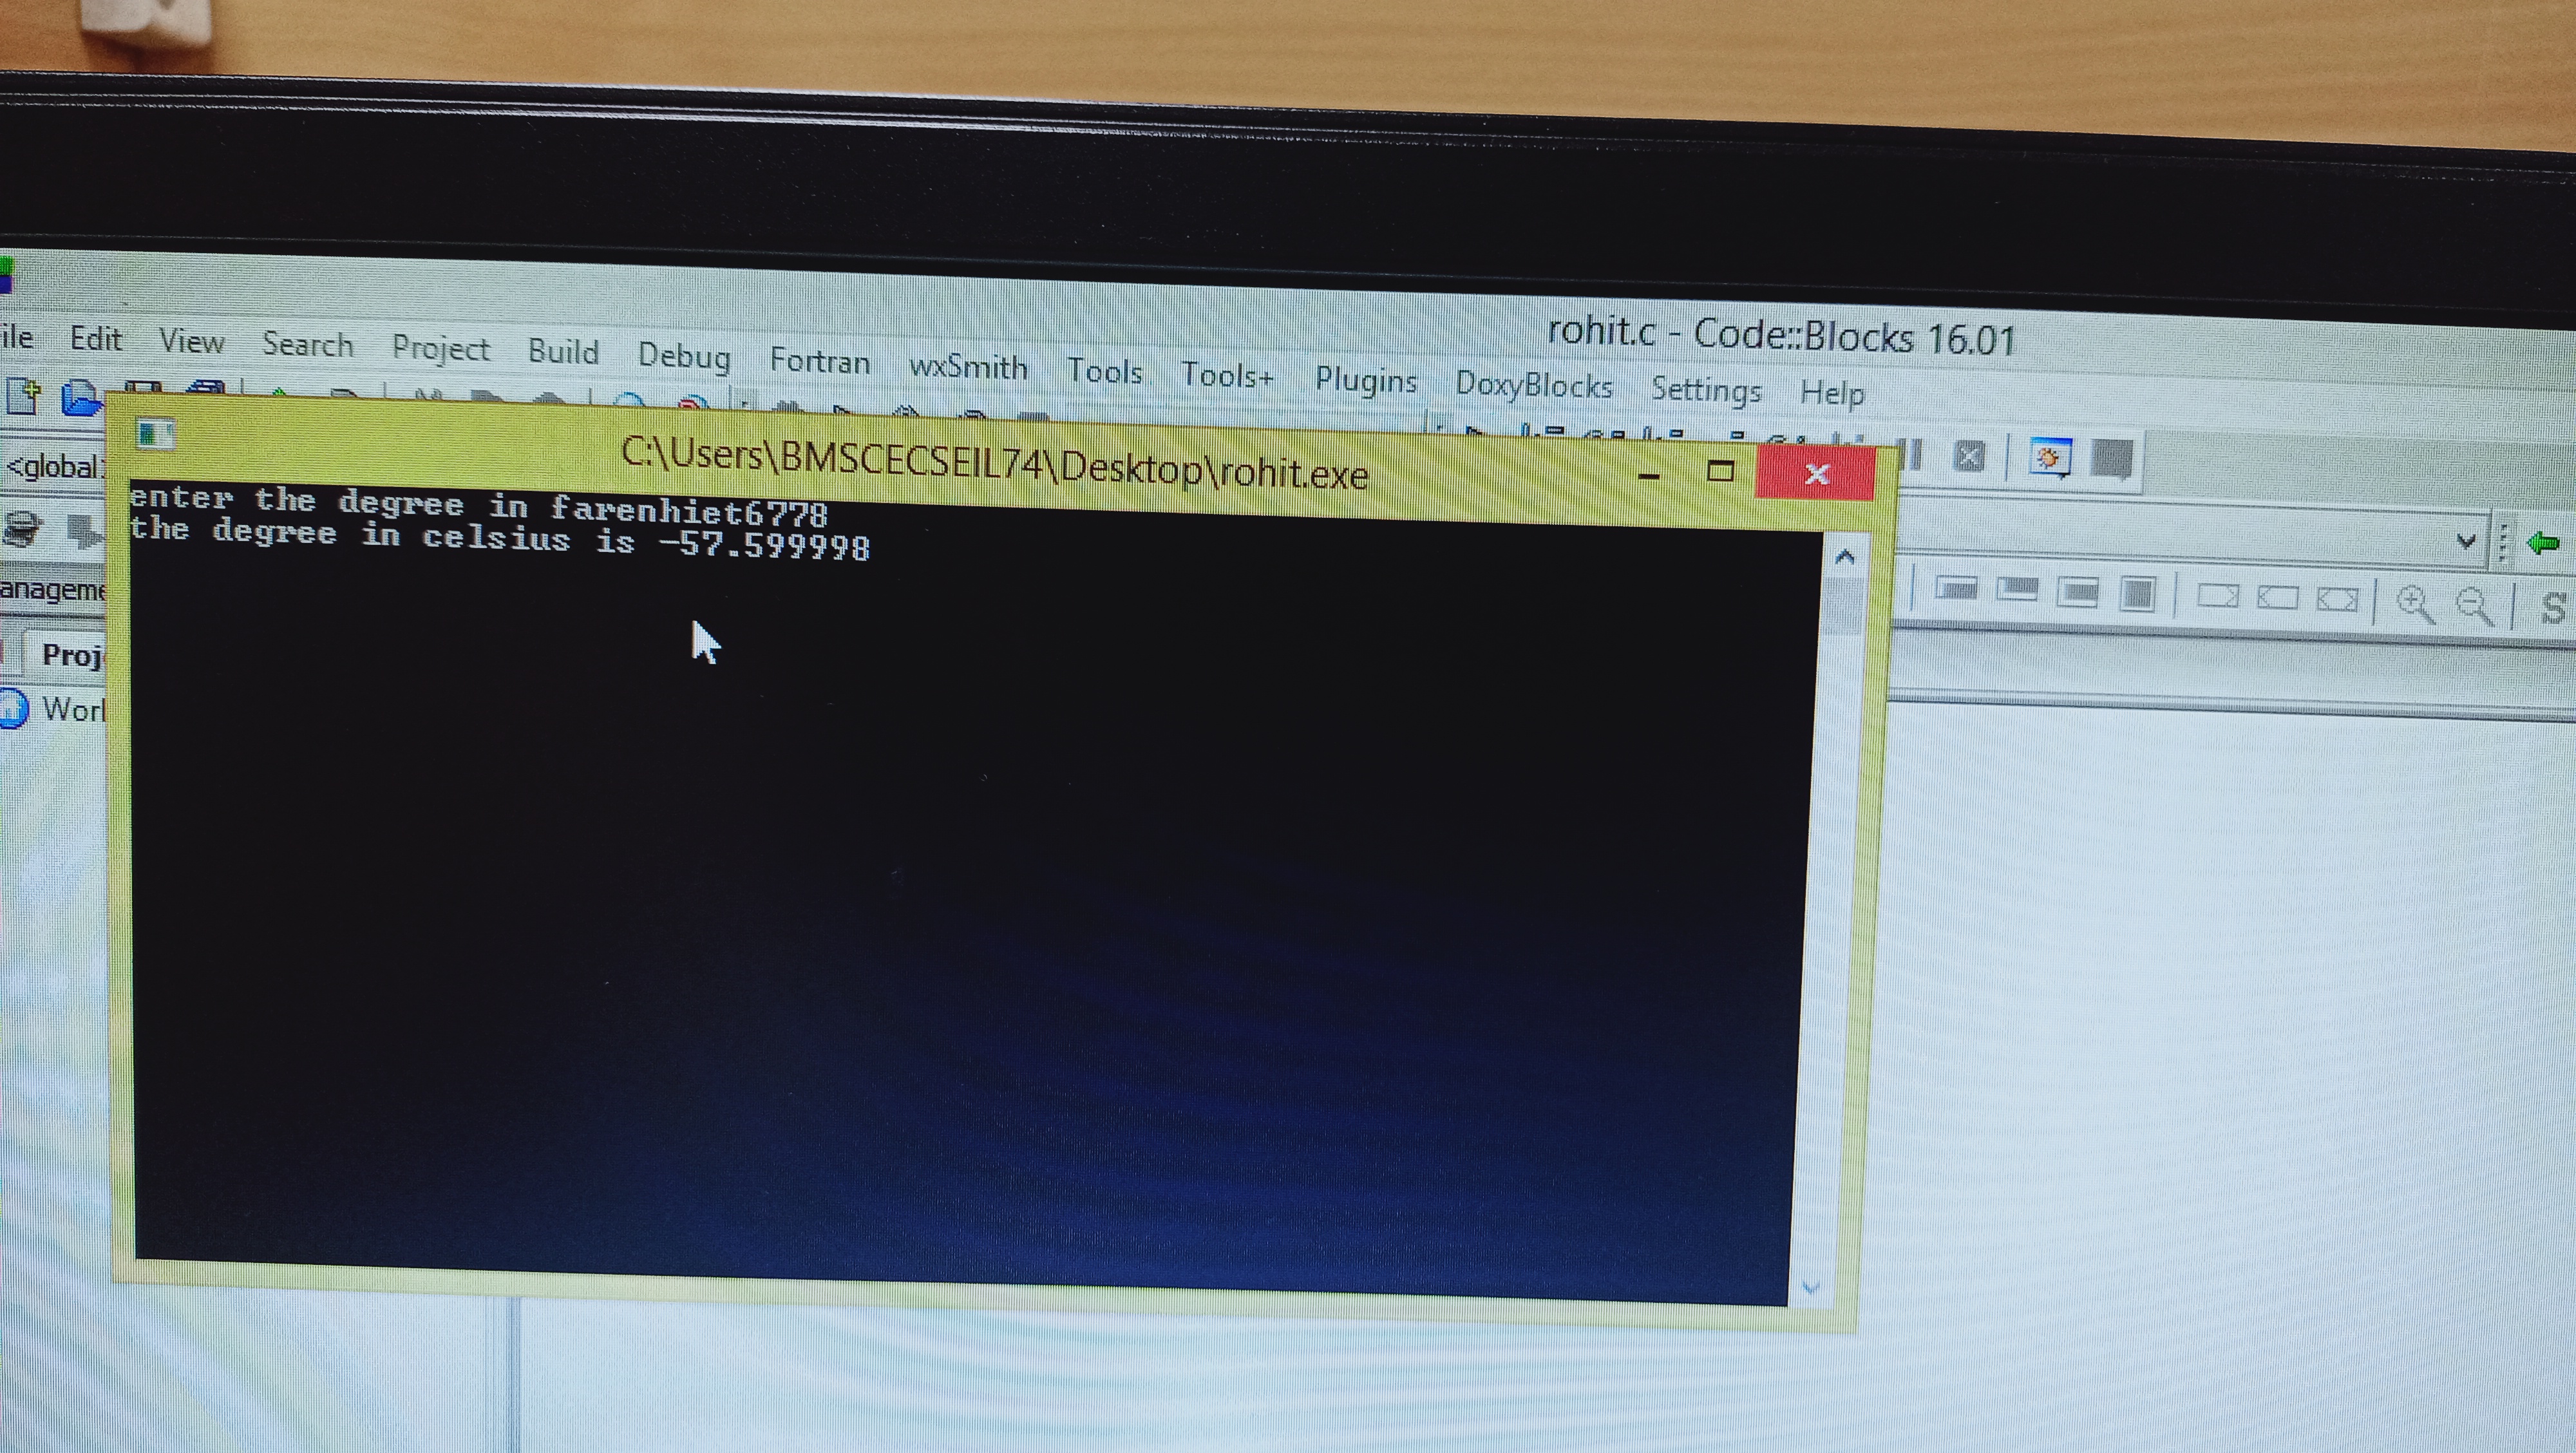 rohit.c - Code::Blocks 16.01
ile Edit View Search Project Build Debug Fortran wxSmith Tools Tools+ Plugins DoxyBlocks Settings Help
C:\Users\BMSCECSEIL74\Desktop\rohit.exe
<global>
enter the degree in farenhiet6778
the degree in celsius is -57.599998
anageme
Proj
Worl
S